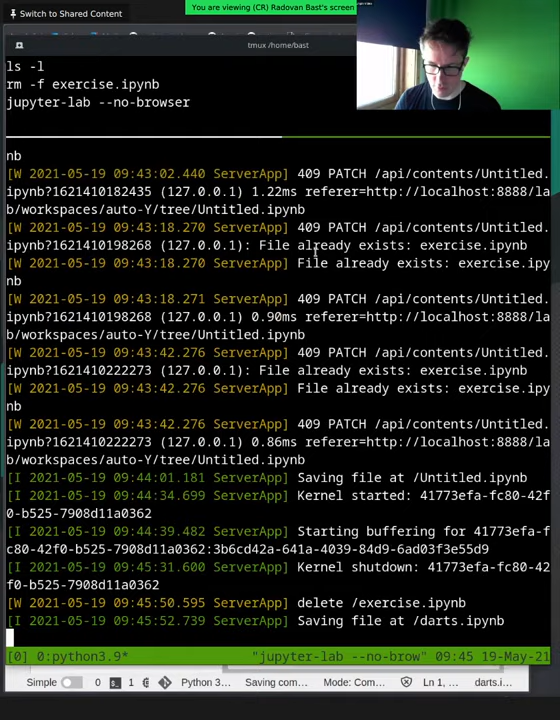 Switch to Shared Content
You are viewing (CR) Radovan Bast's screen
tmux /home/bast
ls -l
rm -f exercise.ipynb
jupyter-lab --no-browser
nb
[W 2021-05-19 09:43:02.440 ServerApp] 409 PATCH /api/contents/Untitled.
ipynb?1621410182435 (127.0.0.1) 1.22ms referer=http://localhost:8888/la
b/workspaces/auto-Y/tree/Untitled.ipynb
[W 2021-05-19 09:43:18.270 ServerApp] 409 PATCH /api/contents/Untitled.
ipynb?1621410198268 (127.0.0.1): File already exists: exercise.ipynb
[W 2021-05-19 09:43:18.270 ServerApp] File already exists: exercise.ipy
nb
[W 2021-05-19 09:43:18.271 ServerApp] 409 PATCH /api/contents/Untitled.
ipynb?1621410198268 (127.0.0.1) 0.90ms referer=http://localhost:8888/la
b/workspaces/auto-Y/tree/Untitled.ipynb
[W 2021-05-19 09:43:42.276 ServerApp] 409 PATCH /api/contents/Untitled.
ipynb?1621410222273 (127.0.0.1): File already exists: exercise.ipynb
[W 2021-05-19 09:43:42.276 ServerApp] File already exists: exercise.ipy
nb
[W 2021-05-19 09:43:42.276 ServerApp] 409 PATCH /api/contents/Untitled.
ipynb?1621410222273 (127.0.0.1) 0.86ms referer=http://localhost:8888/la
b/workspaces/auto-Y/tree/Untitled.ipynb
[I 2021-05-19 09:44:01.181 ServerApp] Saving file at /Untitled.ipynb
[I 2021-05-19 09:44:34.699 ServerApp] Kernel started: 41773efa-fc80-42f
0-b525-7908d11a0362
[I 2021-05-19 09:44:39.482 ServerApp] Starting buffering for 41773efa-f
c80-42f0-b525-7908d11a0362:3b6cd42a-641a-4039-84d9-6ad03f3e55d9
[I 2021-05-19 09:45:31.600 ServerApp] Kernel shutdown: 41773efa-fc80-42
f0-b525-7908d11a0362
[W 2021-05-19 09:45:50.595 ServerApp] delete /exercise.ipynb
[I 2021-05-19 09:45:52.739 ServerApp] Saving file at /darts.ipynb
[0] 0:python3.9* "jupyter-lab --no-brow" 09:45 19-May-21
Simple 0 1 Python 3... Saving com... Mode: Com... Ln 1, ... darts.i...